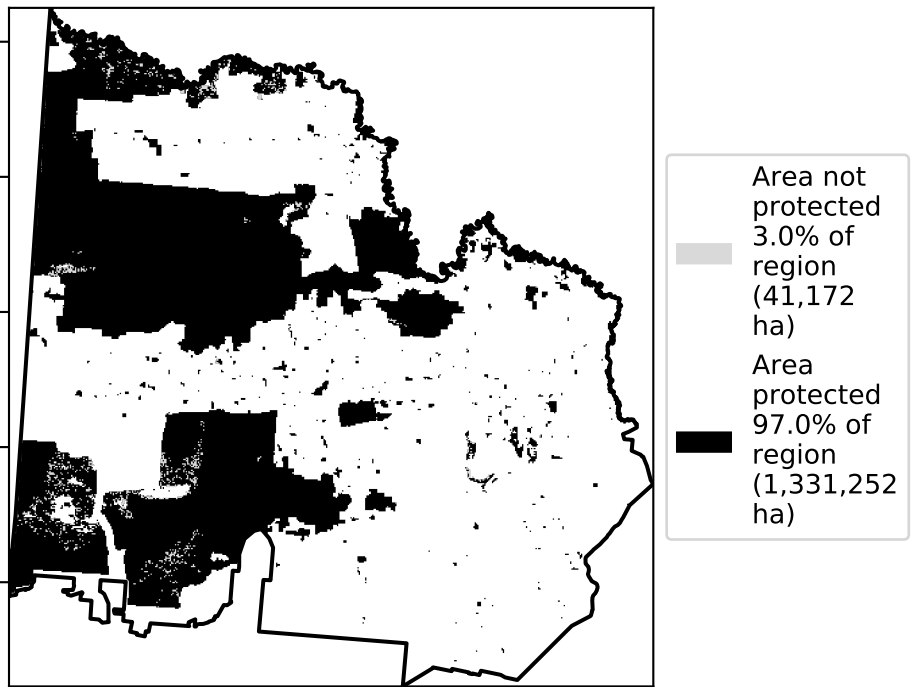 Area not
protected
3.0% of
region
(41,172
ha)
Area
protected
97.0% of
region
(1,331,252
ha)